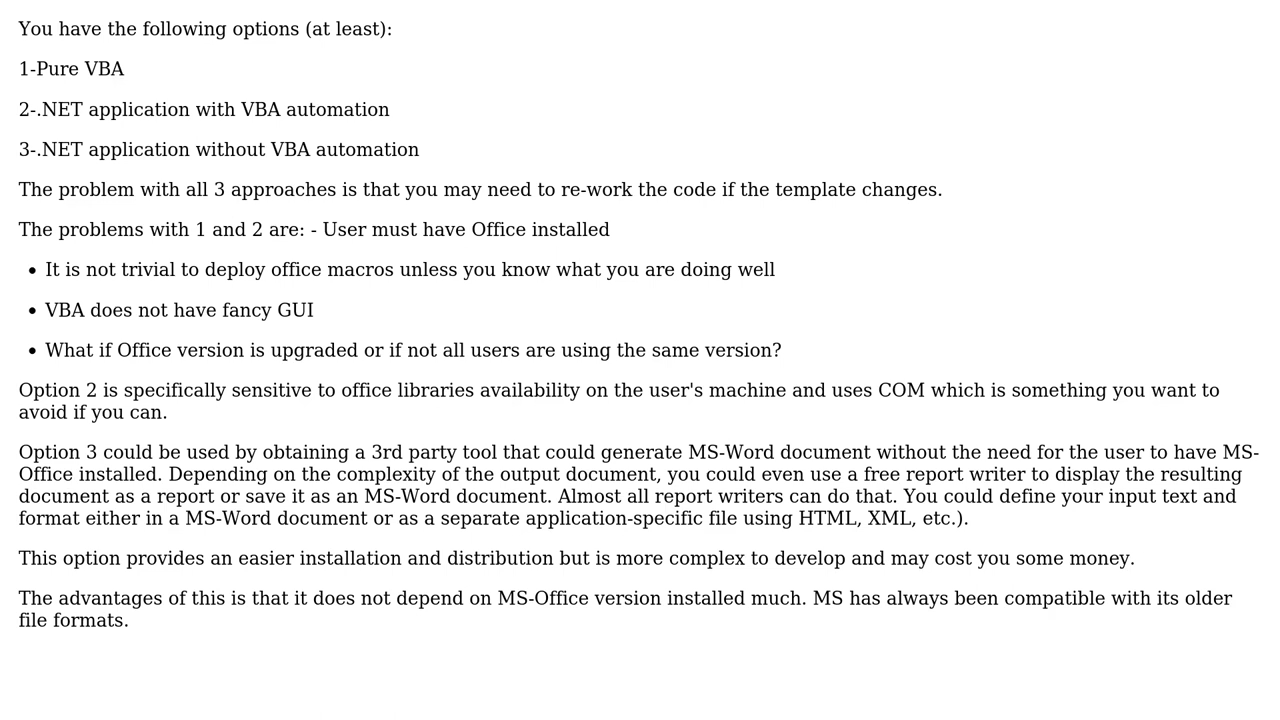 You have the following options (at least):
1-Pure VBA
2-.NET application with VBA automation
3-.NET application without VBA automation
The problem with all 3 approaches is that you may need to re-work the code if the template changes.
The problems with 1 and 2 are: - User must have Office installed
• It is not trivial to deploy office macros unless you know what you are doing well
• VBA does not have fancy GUI
• What if Office version is upgraded or if not all users are using the same version?
Option 2 is specifically sensitive to office libraries availability on the user's machine and uses COM which is something you want to
avoid if you can.
Option 3 could be used by obtaining a 3rd party tool that could generate MS-Word document without the need for the user to have MS-
Office installed. Depending on the complexity of the output document, you could even use a free report writer to display the resulting
document as a report or save it as an MS-Word document. Almost all report writers can do that. You could define your input text and
format either in a MS-Word document or as a separate application-specific file using HTML, XML, etc.).
This option provides an easier installation and distribution but is more complex to develop and may cost you some money.
The advantages of this is that it does not depend on MS-Office version installed much. MS has always been compatible with its older
file formats.